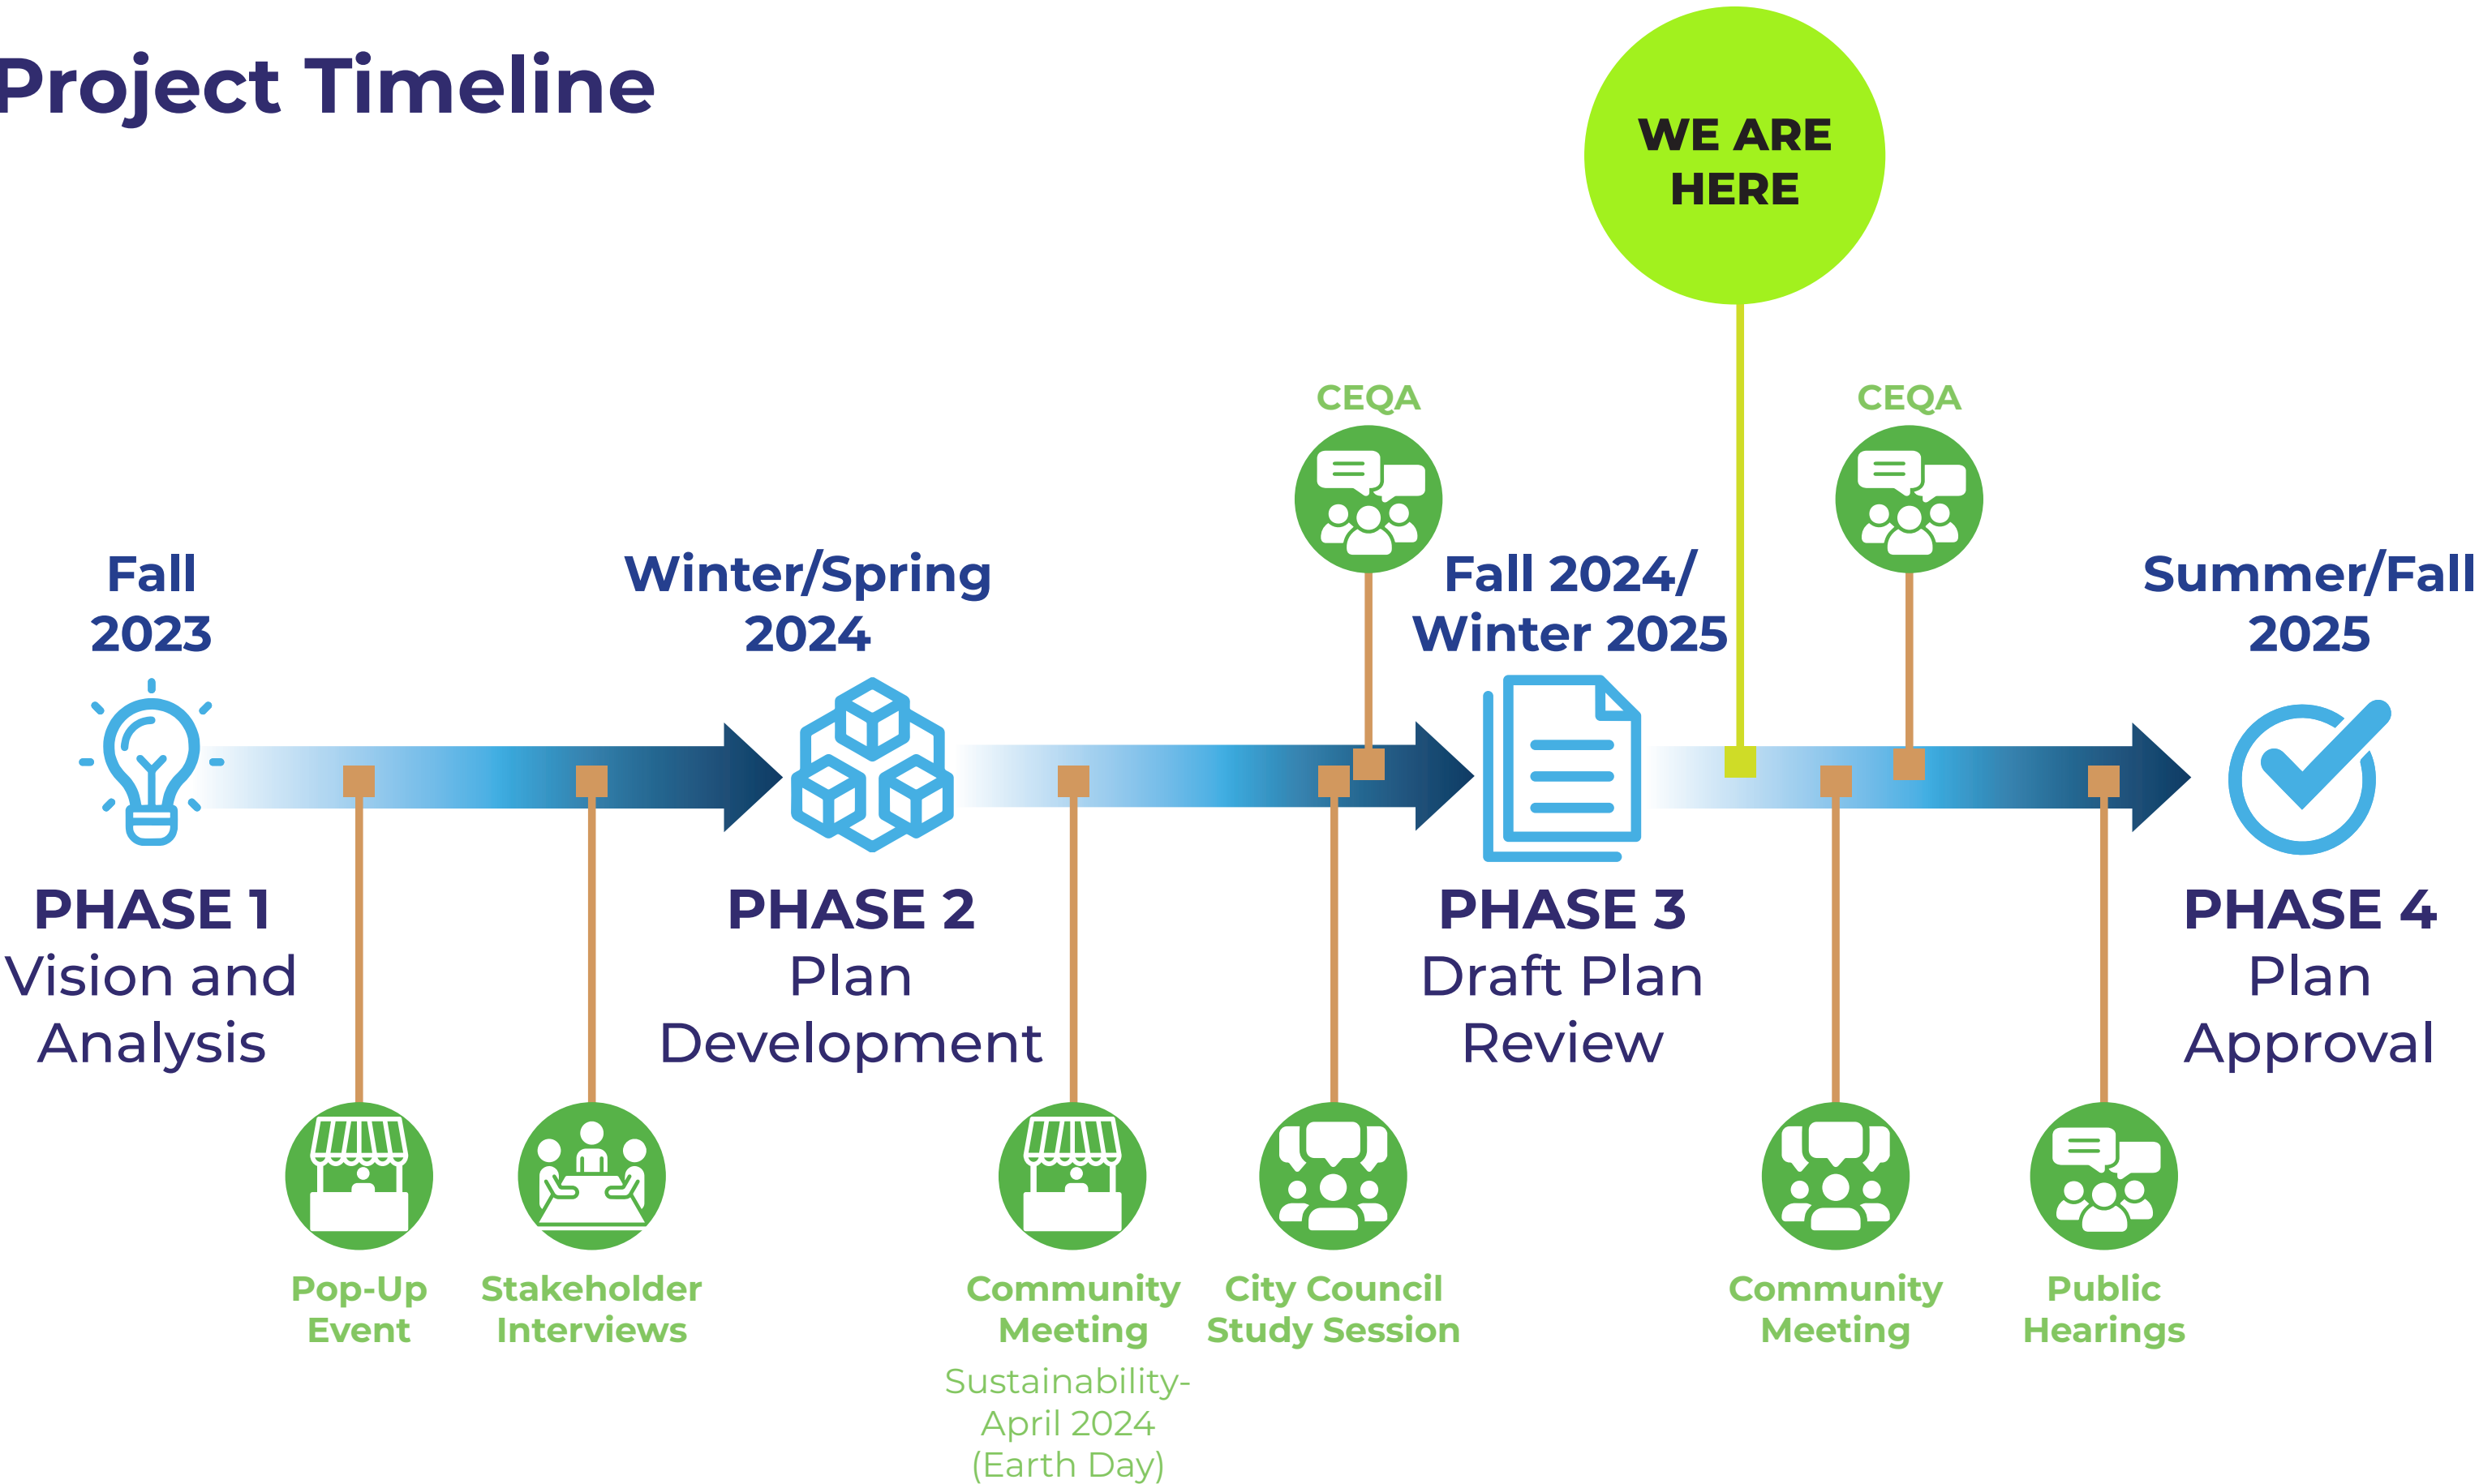 Project Timeline
WE ARE
HERE
CEQA
CEQA
Fall
2023
Winter/Spring
2024
Fall 2024/
Winter 2025
Summer/Fall
2025
PHASE 1
Vision and
Analysis
PHASE 2
Plan
Development
PHASE 3
Draft Plan
Review
PHASE 4
Plan
Approval
Pop-Up
Event
Stakeholder
Interviews
Community
Meeting
Sustainability-
April 2024
(Earth Day)
City Council
Study Session
Community
Meeting
Public
Hearings